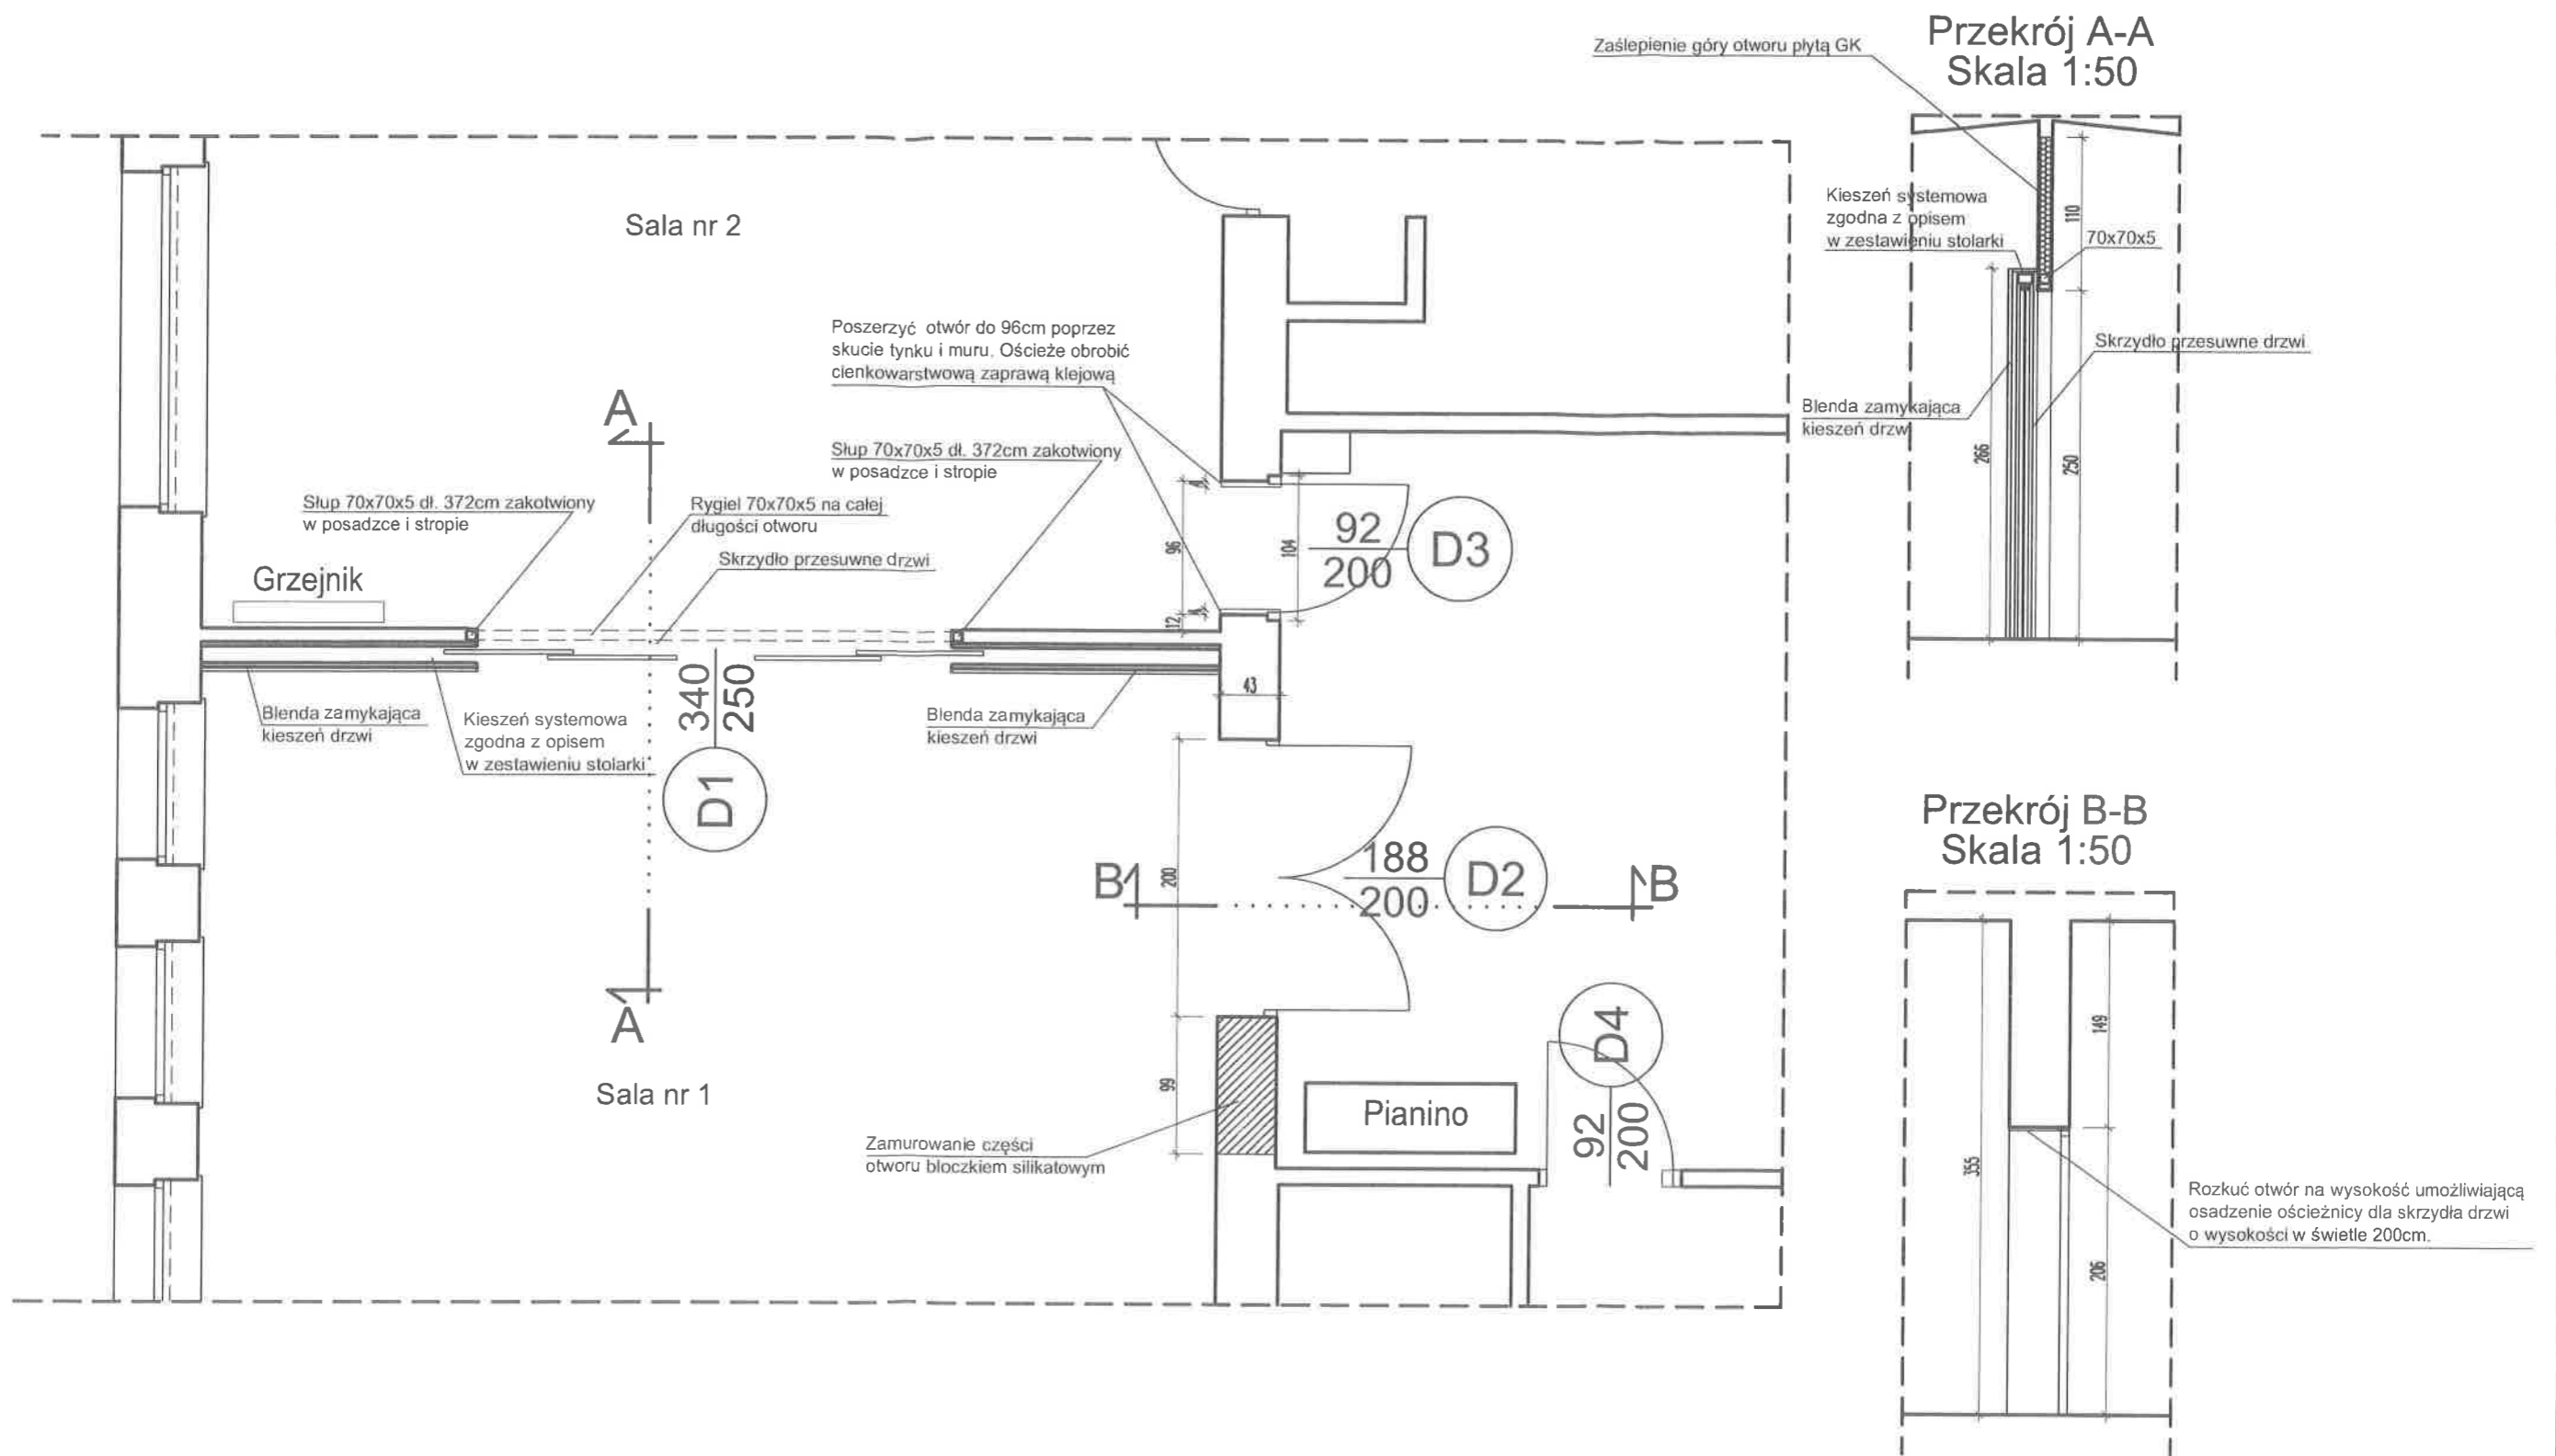 Przekrój A-A
Skala 1:50
Zaślepienie góry otworu płytą GK
Kieszeń systemowa
zgodna z opisem
w zestawieniu stolarki
110
70x70x5
Skrzydło przesuwne drzwi
Blenda zamykająca
kieszeń drzwi
266
250
Sala nr 2
Poszerzyć otwór do 96cm poprzez
skucie tynku i muru. Ościeże obrobić
cienkowarstwową zaprawą klejową
A
Słup 70x70x5 dł. 372cm zakotwiony
w posadzce i stropie
Słup 70x70x5 dł. 372cm zakotwiony
w posadzce i stropie
Rygiel 70x70x5 na całej
długości otworu
Skrzydło przesuwne drzwi
Grzejnik
96
104
12
92
200
D3
43
340
250
D1
Blenda zamykająca
kieszeń drzwi
Kieszeń systemowa
zgodna z opisem
w zestawieniu stolarki
Blenda zamykająca
kieszeń drzwi
B
200
188
200
D2
B
A
Sala nr 1
99
D4
92
200
Pianino
Zamurowanie części
otworu bloczkiem silikatowym
Przekrój B-B
Skala 1:50
149
355
206
Rozkuć otwór na wysokość umożliwiającą
osadzenie ościeżnicy dla skrzydła drzwi
o wysokości w świetle 200cm.